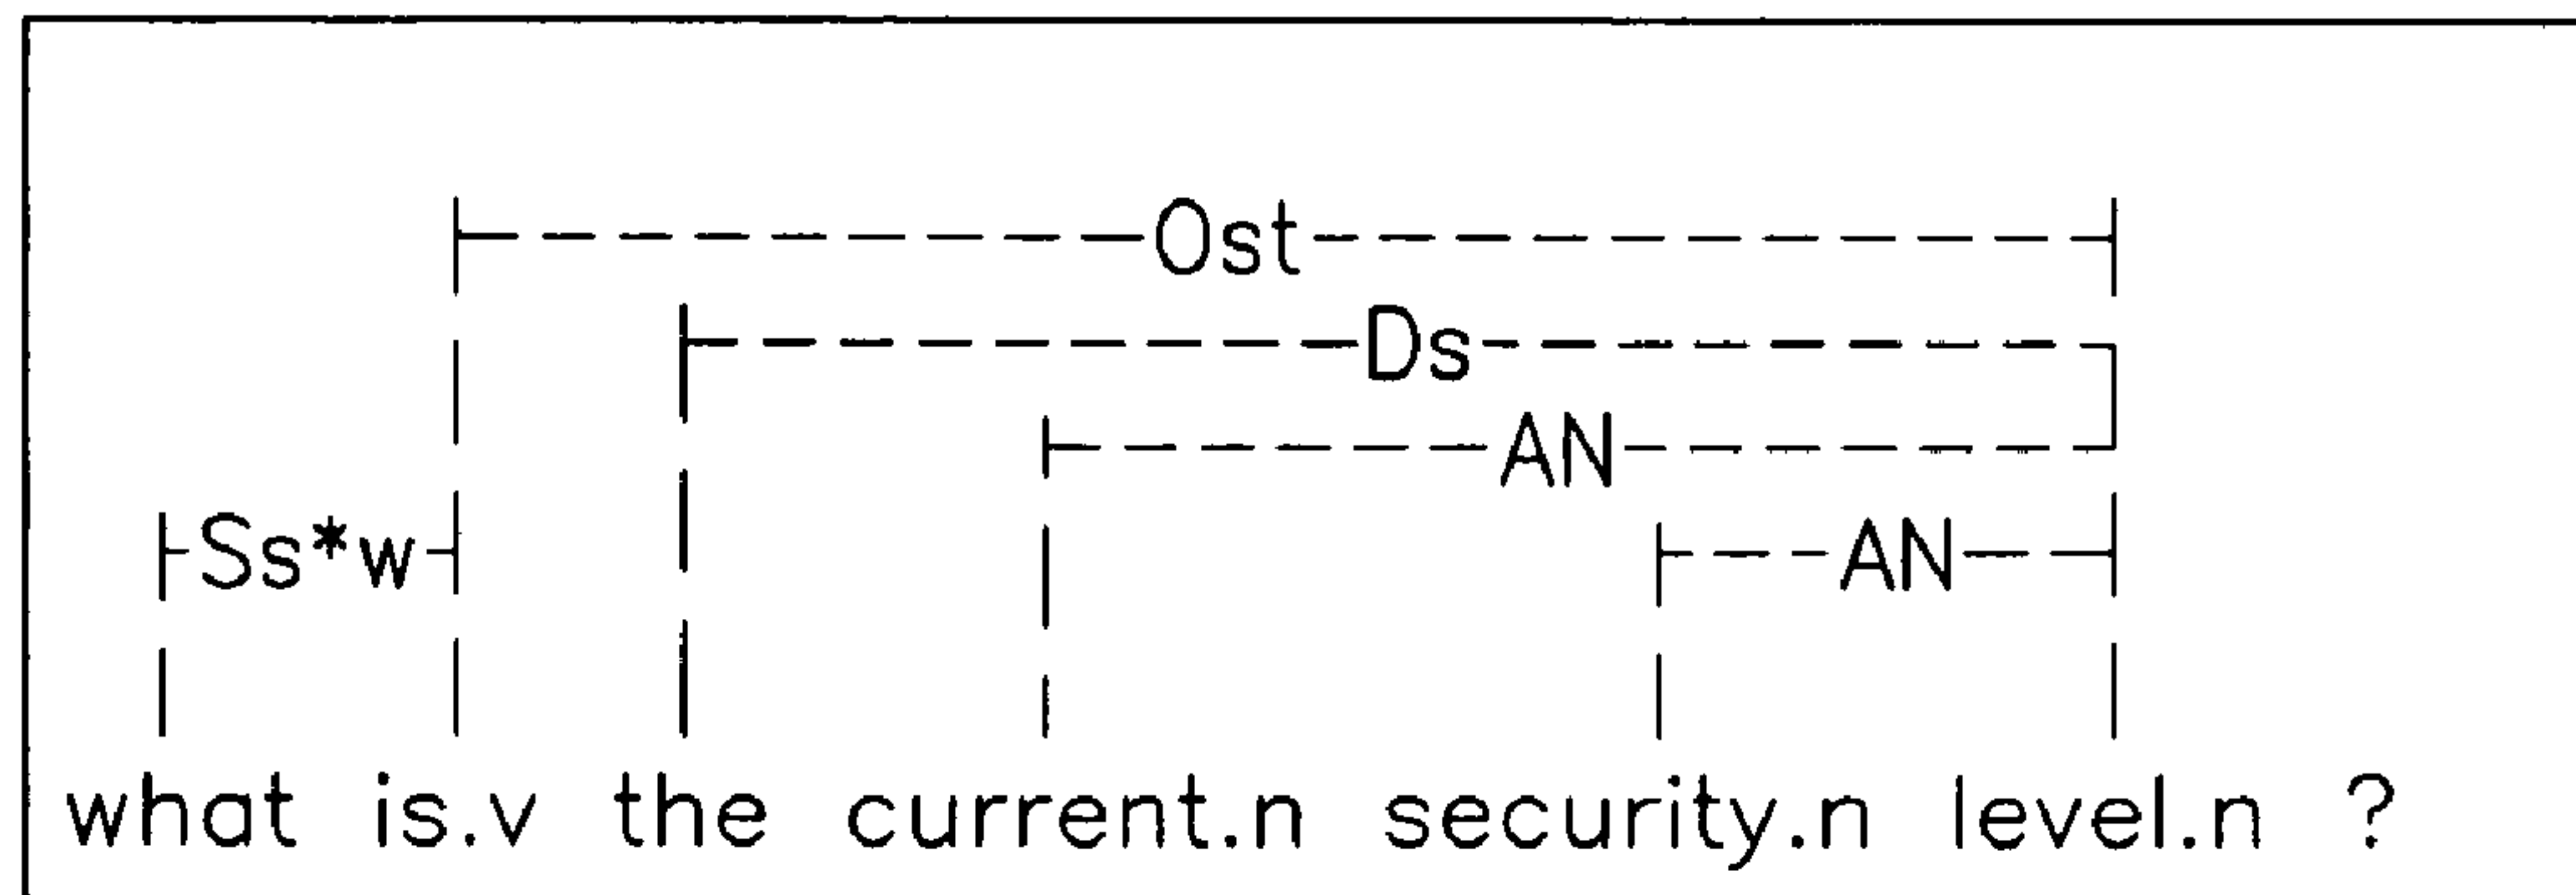 Ost
Ds
AN
Ss*w AN
what is.v the current.n security.n level.n ?